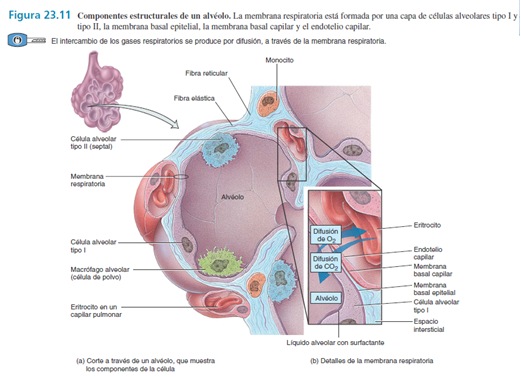 Figura 23.11 Componentes estructurales de un alvéolo. La membrana respiratoria está formada por una capa de células alveolares tipo I y
tipo II, la membrana basal epitelial, la membrana basal capilar y el endotelio capilar.
El intercambio de los gases respiratorios se produce por difusión, a través de la membrana respiratoria.
Monocito
Fibra reticular
Fibra elástica
Célula alveolar
tipo II (septal)
Membrana
respiratoria
Alvéolo
Célula alveolar
tipo I
Macrófago alveolar
(célula de polvo)
Eritrocito en un
capilar pulmonar
Difusión
de O2
Difusión
de CO2
Alvéolo
Eritrocito
Endotelio
capilar
Membrana
basal capilar
Membrana
basal epitelial
Célula alveolar
tipo I
Espacio
intersticial
Líquido alveolar con surfactante
(a) Corte a través de un alvéolo, que muestra
los componentes de la célula
(b) Detalles de la membrana respiratoria